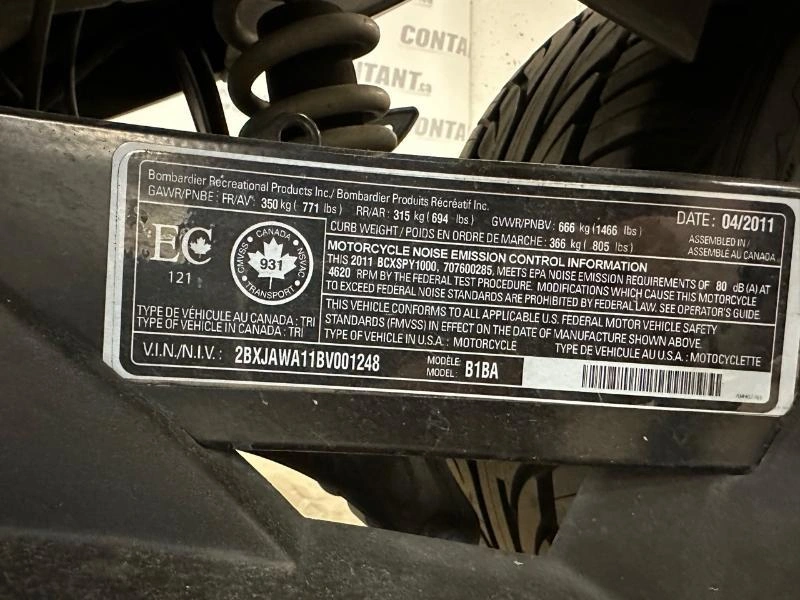 CONTA
TANT.ca
CONTA
Bombardier Recreational Products Inc./ Bombardier Produits Récréatif Inc.
GAWR/PNBE : FR/AV : 350 kg ( 771 lbs) RR/AR : 315 kg ( 694 lbs) GVWR/PNBV : 666 kg (1466 lbs)
DATE : 04/2011
CURB WEIGHT / POIDS EN ORDRE DE MARCHE : 366 kg ( 805 lbs)
ASSEMBLED IN /
ASSEMBLÉ AU CANADA
EC
121
CANADA
CMVSS
931
NSVAC
TRANSPORT
MOTORCYCLE NOISE EMISSION CONTROL INFORMATION
THIS 2011 BCXSPY1000, 707600285, MEETS EPA NOISE EMISSION REQUIREMENTS OF 80 dB(A) AT
4620 RPM BY THE FEDERAL TEST PROCEDURE. MODIFICATIONS WHICH CAUSE THIS MOTORCYCLE
TO EXCEED FEDERAL NOISE STANDARDS ARE PROHIBITED BY FEDERAL LAW. SEE OPERATOR'S GUIDE.
TYPE DE VÉHICULE AU CANADA : TRI
TYPE OF VEHICLE IN CANADA : TRI
THIS VEHICLE CONFORMS TO ALL APPLICABLE U.S. FEDERAL MOTOR VEHICLE SAFETY
STANDARDS (FMVSS) IN EFFECT ON THE DATE OF MANUFACTURE SHOWN ABOVE.
TYPE OF VEHICLE IN U.S.A. : MOTORCYCLE TYPE DE VÉHICULE AU U.S.A. : MOTOCYCLETTE
V.I.N./N.I.V. : 2BXJAWA11BV001248
MODÈLE:
MODEL: B1BA